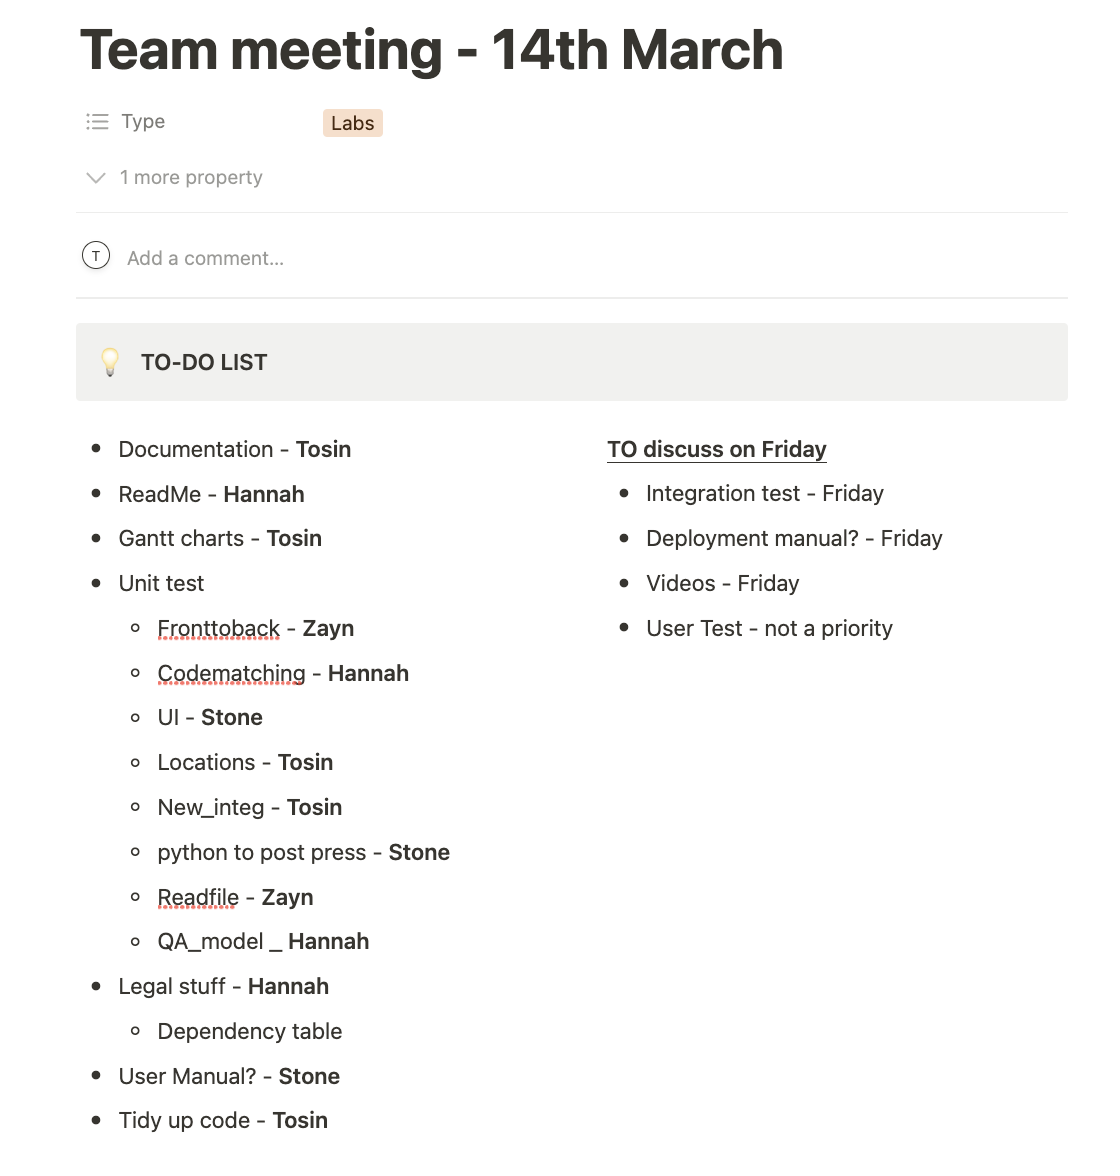 Team meeting - 14th March
Type
Labs
1 more property
T
Add a comment...
TO-DO LIST
Documentation - Tosin
ReadMe - Hannah
Gantt charts - Tosin
Unit test
Fronttoback - Zayn
Codematching - Hannah
UI - Stone
Locations - Tosin
New_integ - Tosin
python to post press - Stone
Readfile - Zayn
QA_model _ Hannah
Legal stuff - Hannah
Dependency table
User Manual? - Stone
Tidy up code - Tosin
TO discuss on Friday
Integration test - Friday
Deployment manual? - Friday
Videos - Friday
User Test - not a priority